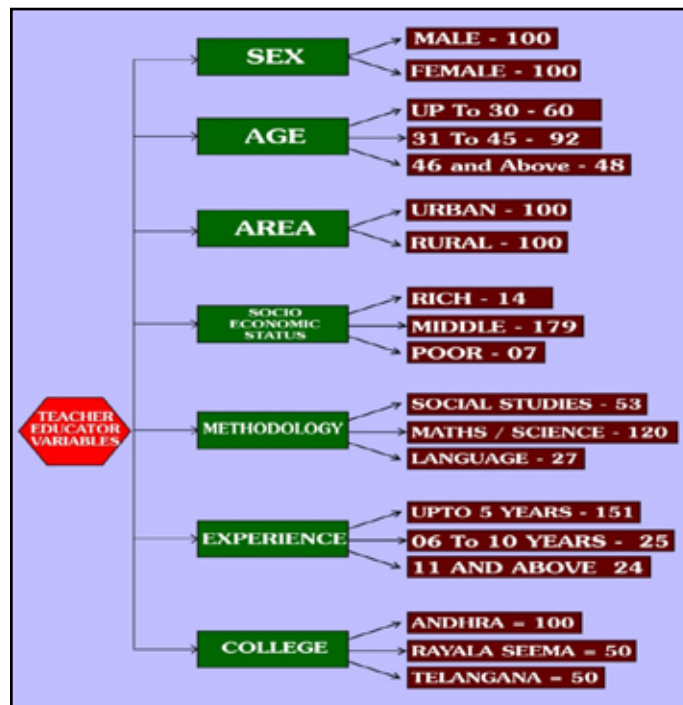 SEX
MALE - 100
FEMALE - 100
AGE
UP To 30 - 60
31 To 45 - 92
46 and Above - 48
AREA
URBAN - 100
RURAL - 100
SOCIO
ECONOMIC
STATUS
RICH - 14
MIDDLE - 179
POOR - 07
TEACHER
EDUCATOR
VARIABLES
METHODOLOGY
SOCIAL STUDIES - 53
MATHS / SCIENCE - 120
LANGUAGE - 27
EXPERIENCE
UPTO 5 YEARS - 151
06 To 10 YEARS - 25
11 AND ABOVE 24
COLLEGE
ANDHRA = 100
RAYALA SEEMA = 50
TELANGANA = 50